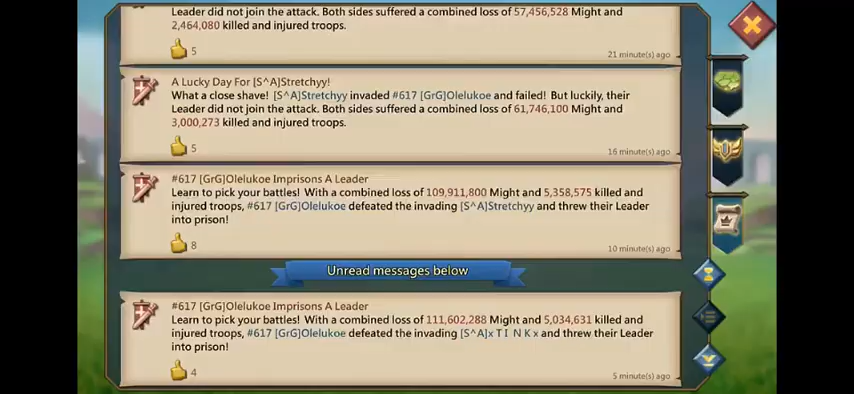 Leader did not join the attack. Both sides suffered a combined loss of 57,456,528 Might and
2,464,080 killed and injured troops.
5
21 minute(s) ago
A Lucky Day For [S^A]Stretchyy!
What a close shave! [S^A]Stretchyy invaded #617 [GrG]Olelukoe and failed! But luckily, their
Leader did not join the attack. Both sides suffered a combined loss of 61,746,100 Might and
3,000,273 killed and injured troops.
5
16 minute(s) ago
#617 [GrG]Olelukoe Imprisons A Leader
Learn to pick your battles! With a combined loss of 109,911,800 Might and 5,358,575 killed and
injured troops, #617 [GrG]Olelukoe defeated the invading [S^A]Stretchyy and threw their Leader
into prison!
8
10 minute(s) ago
Unread messages below
#617 [GrG]Olelukoe Imprisons A Leader
Learn to pick your battles! With a combined loss of 111,602,288 Might and 5,034,631 killed and
injured troops, #617 [GrG]Olelukoe defeated the invading [S^A]x T I N K x and threw their Leader
into prison!
4
5 minute(s) ago